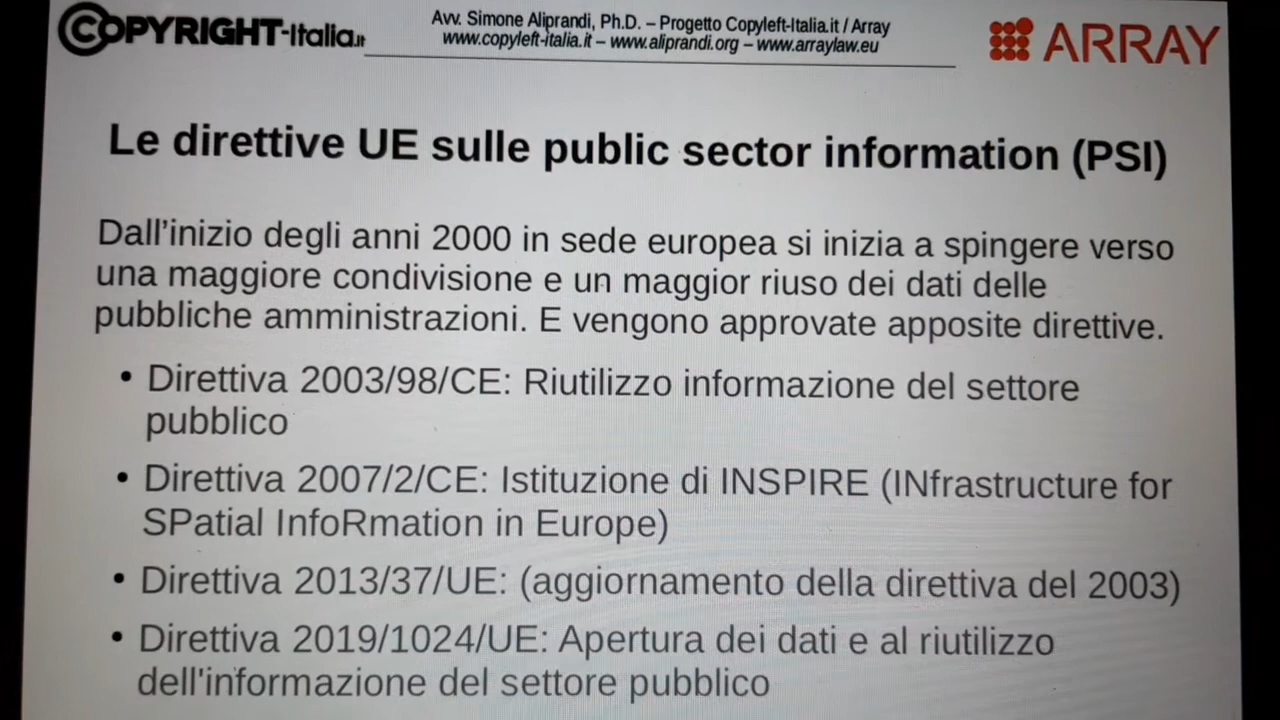 COPYRIGHT-Italia.it
Avv. Simone Aliprandi, Ph.D. – Progetto Copyleft-Italia.it / Array
www.copyleft-italia.it – www.aliprandi.org – www.arraylaw.eu
ARRAY
Le direttive UE sulle public sector information (PSI)
Dall'inizio degli anni 2000 in sede europea si inizia a spingere verso
una maggiore condivisione e un maggior riuso dei dati delle
pubbliche amministrazioni. E vengono approvate apposite direttive.
• Direttiva 2003/98/CE: Riutilizzo informazione del settore
pubblico
• Direttiva 2007/2/CE: Istituzione di INSPIRE (INfrastructure for
SPatial InfoRmation in Europe)
• Direttiva 2013/37/UE: (aggiornamento della direttiva del 2003)
• Direttiva 2019/1024/UE: Apertura dei dati e al riutilizzo
dell'informazione del settore pubblico